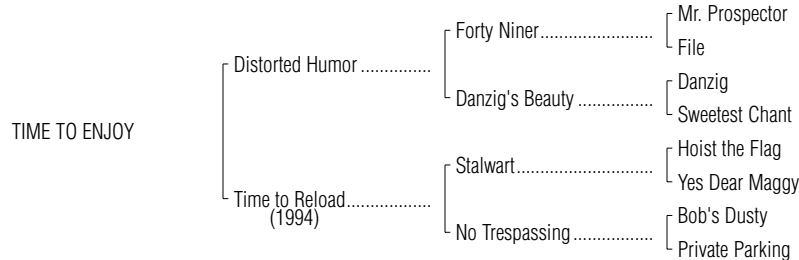 Mr. Prospector
Forty Niner.......................
File
Distorted Humor ..............
Danzig
Danzig's Beauty ................
Sweetest Chant
TIME TO ENJOY
Hoist the Flag
Stalwart............................
Yes Dear Maggy
Time to Reload.................
(1994)
Bob's Dusty
No Trespassing.................
Private Parking